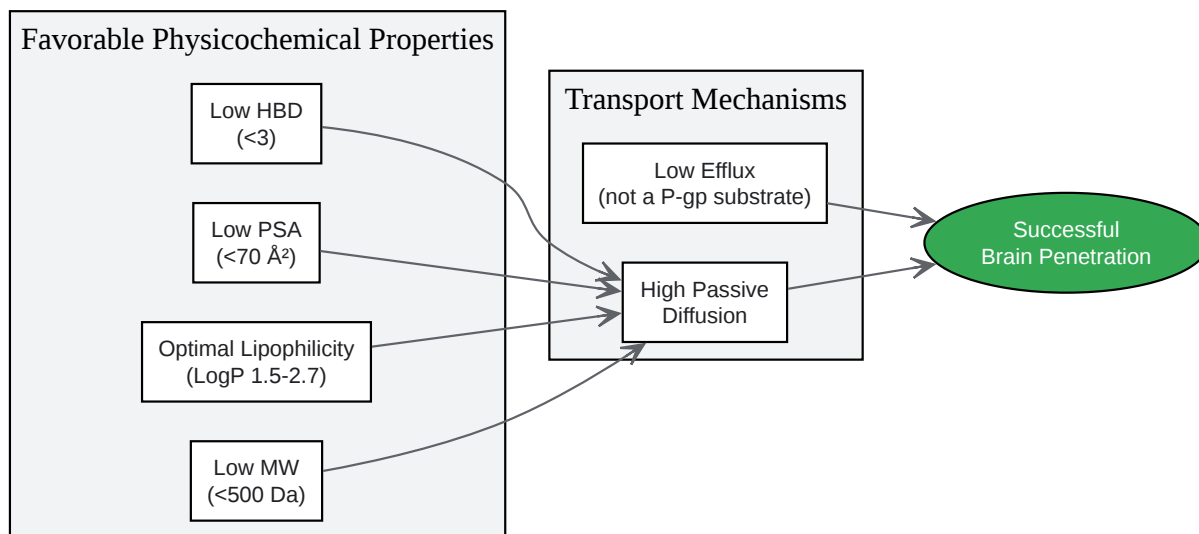 Favorable Physicochemical Properties
Low HBD
(<3)
Low PSA
(<70 Å²)
Optimal Lipophilicity
(LogP 1.5-2.7)
Low MW
(<500 Da)
Transport Mechanisms
Low Efflux
(not a P-gp substrate)
High Passive
Diffusion
Successful
Brain Penetration